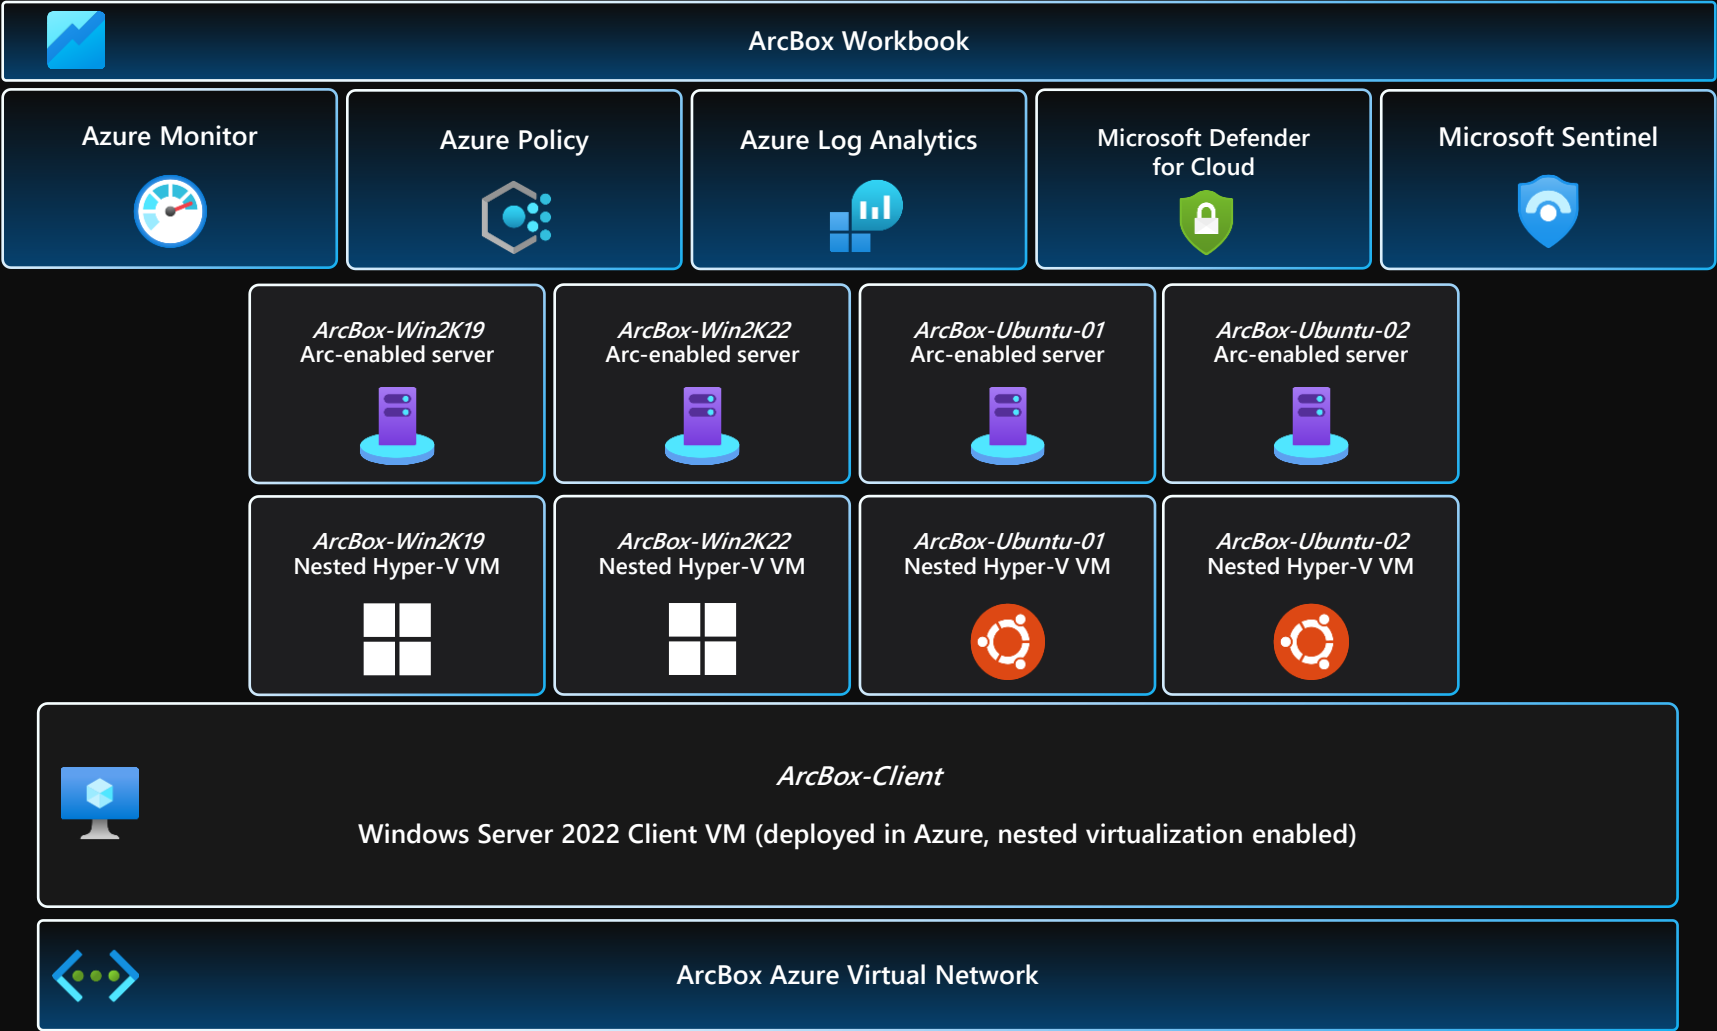 ArcBox Workbook
Azure Monitor
Azure Policy
Azure Log Analytics
Microsoft Defender
for Cloud
Microsoft Sentinel
ArcBox-Win2K19
Arc-enabled server
ArcBox-Win2K22
Arc-enabled server
ArcBox-Ubuntu-01
Arc-enabled server
ArcBox-Ubuntu-02
Arc-enabled server
ArcBox-Win2K19
Nested Hyper-V VM
ArcBox-Win2K22
Nested Hyper-V VM
ArcBox-Ubuntu-01
Nested Hyper-V VM
ArcBox-Ubuntu-02
Nested Hyper-V VM
ArcBox-Client
Windows Server 2022 Client VM (deployed in Azure, nested virtualization enabled)
ArcBox Azure Virtual Network